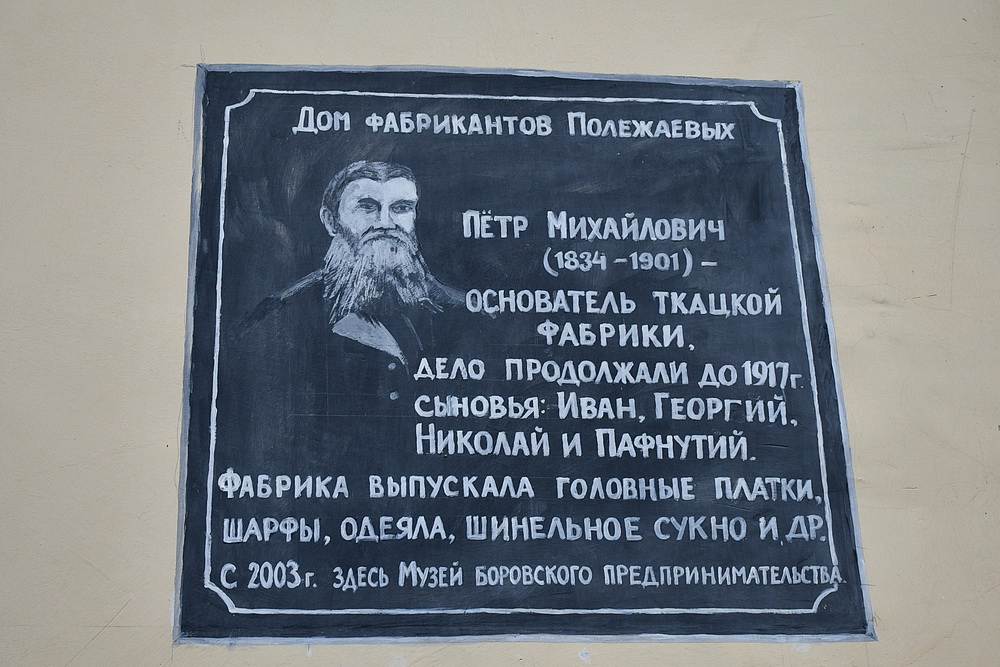 Дом фабрикантов Полежаевых
Пётр Михайлович
(1834 - 1901) -
основатель ткацкой
фабрики.
дело продолжали до 1917г.
сыновья: Иван, Георгий,
Николай и Пафнутий.
Фабрика выпускала головные платки,
шарфы, одеяла, шинельное сукно и др.
С 2003 г. здесь Музей боровского предпринимательства.